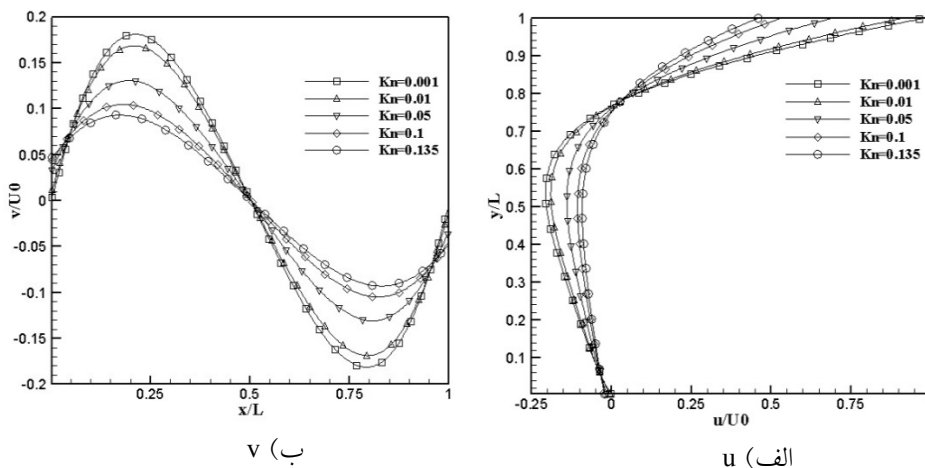 0.2
0.15
0.1
0.05
0
-0.05
-0.1
-0.15
-0.2
v/U0
0.25
0.5
0.75
1
x/L
Kn=0.001
Kn=0.01
Kn=0.05
Kn=0.1
Kn=0.135
ب) v
1
0.9
0.8
0.7
0.6
0.5
0.4
0.3
0.2
0.1
y/L
-0.25
0
0.25
0.5
0.75
u/U0
Kn=0.001
Kn=0.01
Kn=0.05
Kn=0.1
Kn=0.135
الف) u